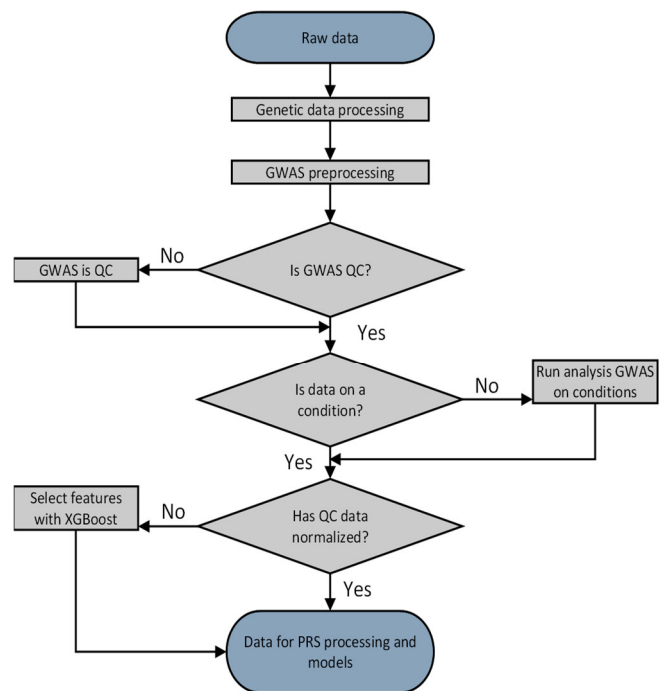 Raw data
Genetic data processing
GWAS preprocessing
Is GWAS QC?
No
GWAS is QC
Yes
Is data on a
condition?
No
Run analysis GWAS
on conditions
Yes
Has QC data
normalized?
No
Select features
with XGBoost
Yes
Data for PRS processing and
models